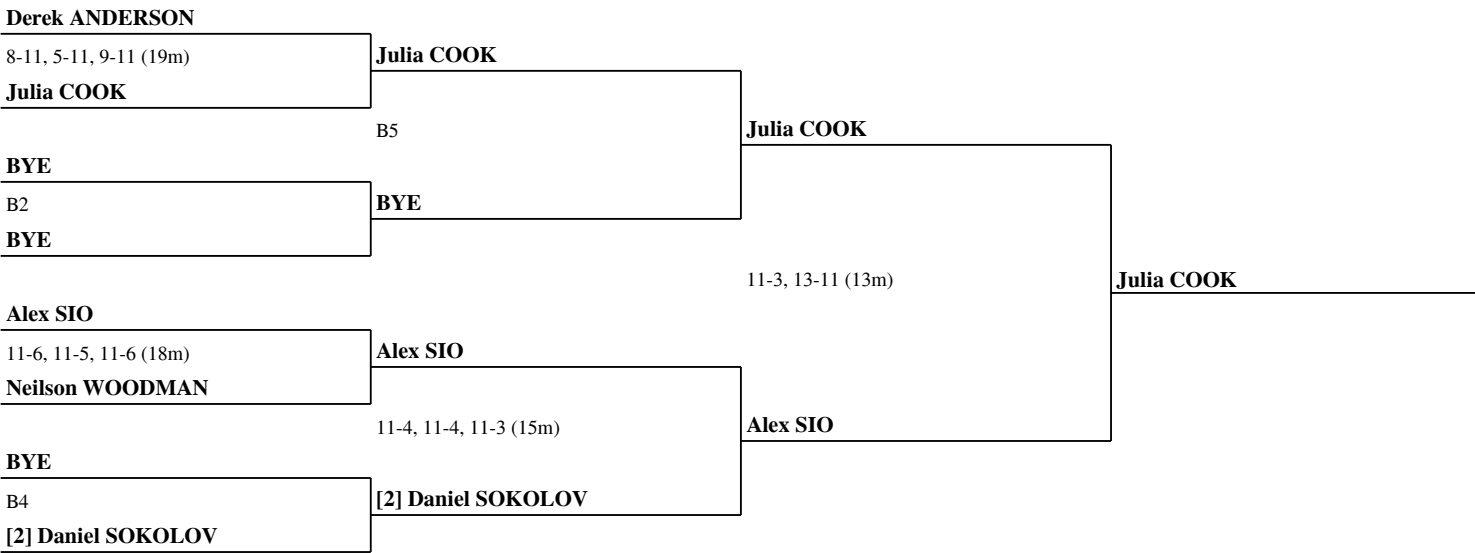 Derek ANDERSON
8-11, 5-11, 9-11 (19m)
Julia COOK
Julia COOK
B5
Julia COOK
BYE
B2
BYE
BYE
11-3, 13-11 (13m)
Julia COOK
Alex SIO
11-6, 11-5, 11-6 (18m)
Alex SIO
Neilson WOODMAN
11-4, 11-4, 11-3 (15m)
Alex SIO
BYE
B4
[2] Daniel SOKOLOV
[2] Daniel SOKOLOV